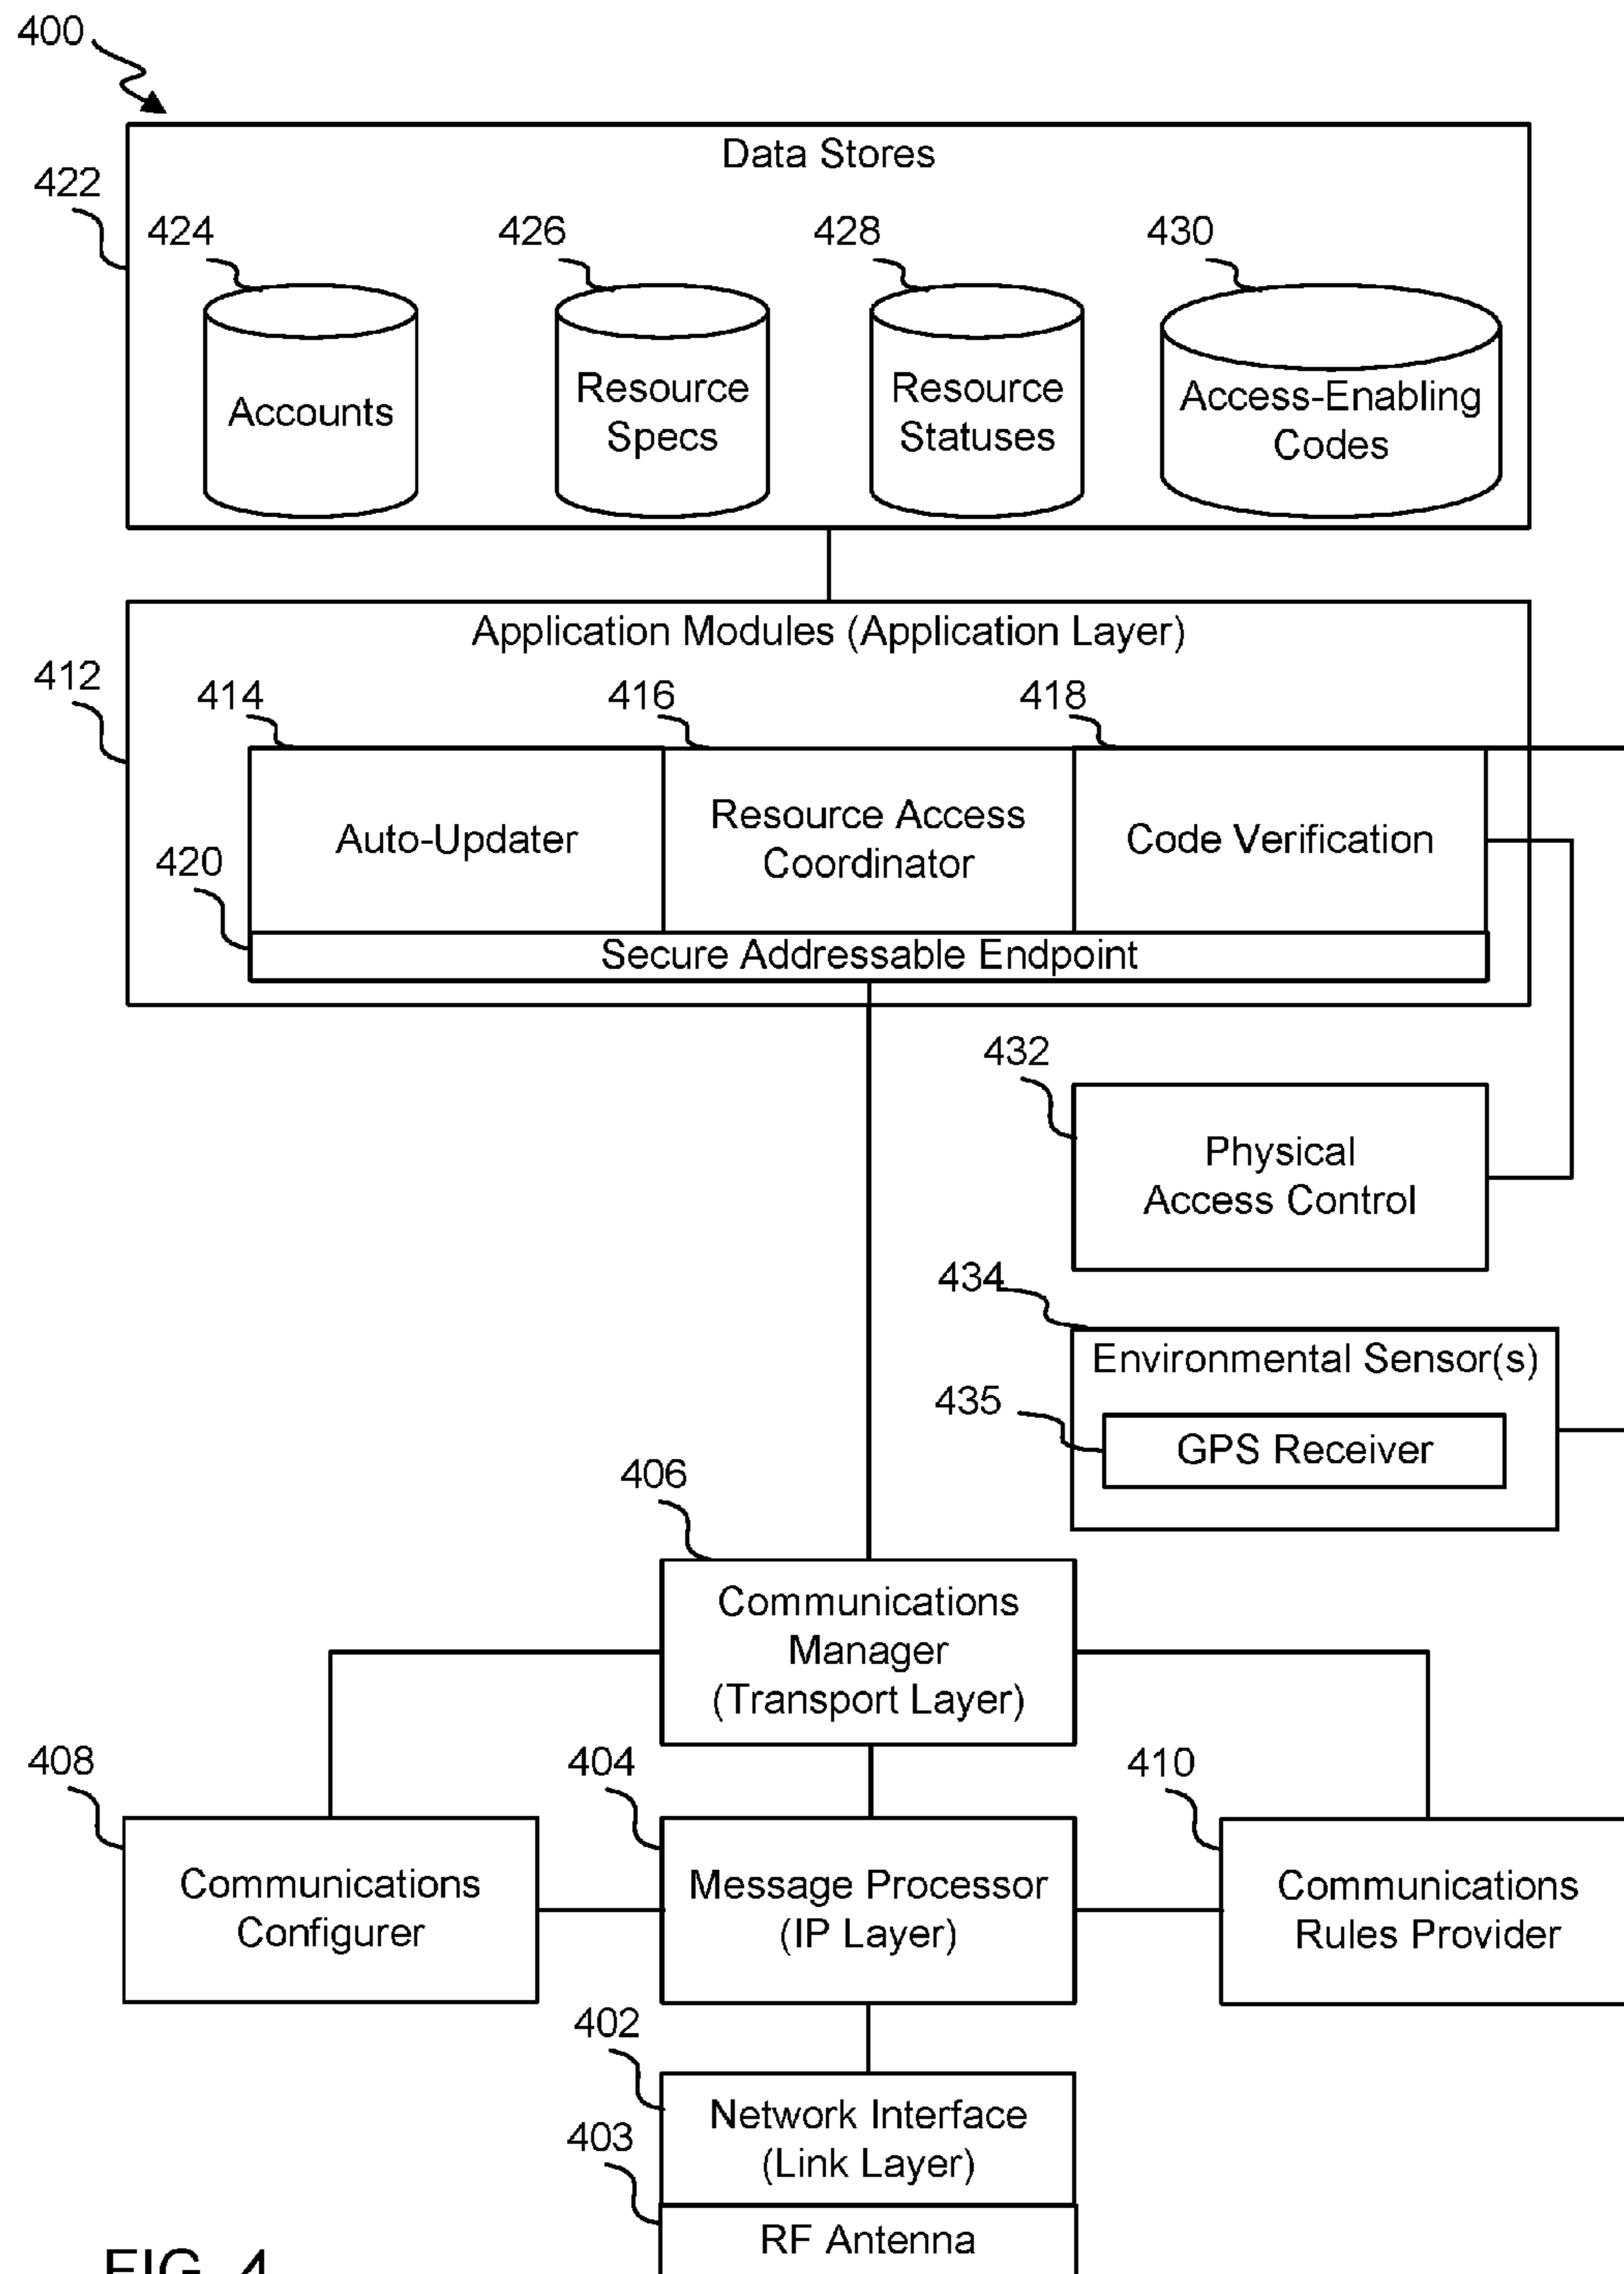 400
Data Stores
422
424
426
428
430
Accounts
Resource
Specs
Resource
Statuses
Access-Enabling
Codes
Application Modules (Application Layer)
412
414
416
418
Auto-Updater
Resource Access
Coordinator
Code Verification
420
Secure Addressable Endpoint
432
Physical
Access Control
434
Environmental Sensor(s)
435
GPS Receiver
406
Communications
Manager
(Transport Layer)
408
404
410
Communications
Configurer
Message Processor
(IP Layer)
Communications
Rules Provider
402
Network Interface
(Link Layer)
403
RF Antenna
FIG. 4